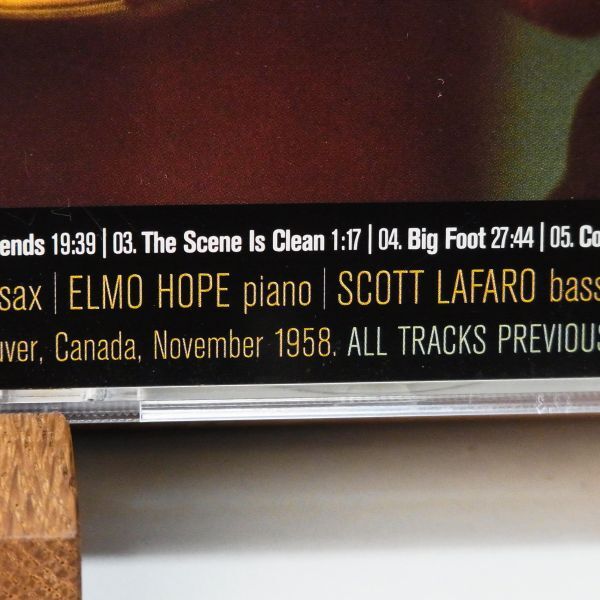 ends 19:39 | 03. The Scene Is Clean 1:17 | 04. Big Foot 27:44 | 05. Co
sax | ELMO HOPE piano | SCOTT LAFARO bass
uver, Canada, November 1958. ALL TRACKS PREVIOUS